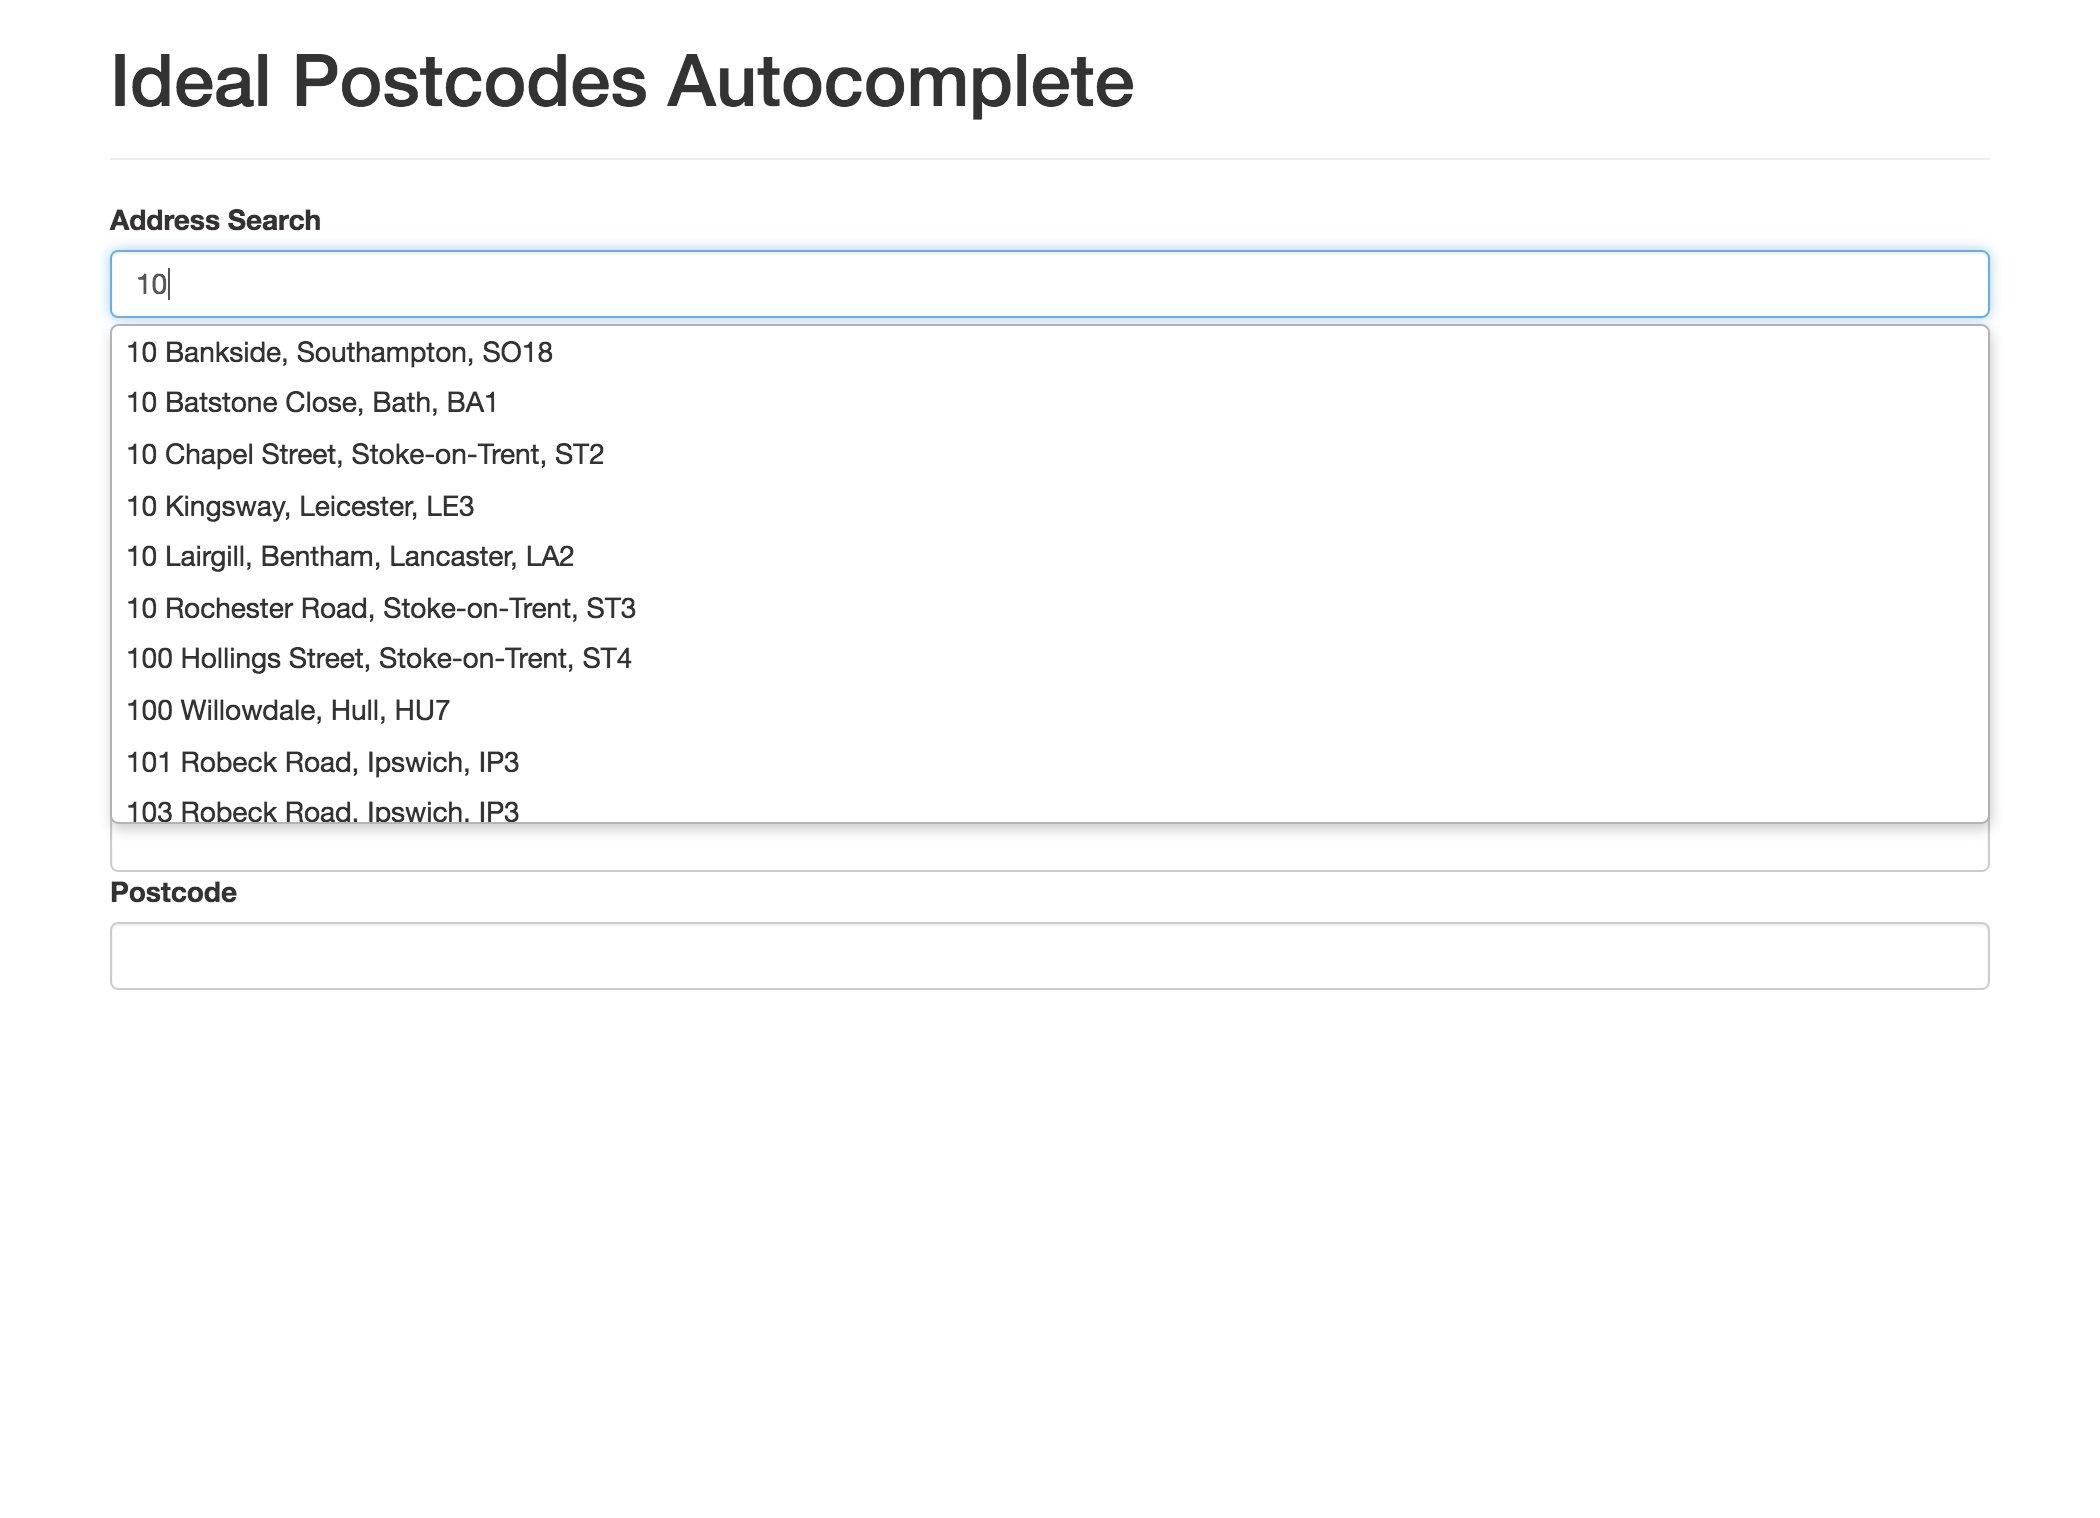 Ideal Postcodes Autocomplete
Address Search
10
10 Bankside, Southampton, SO18
10 Batstone Close, Bath, BA1
10 Chapel Street, Stoke-on-Trent, ST2
10 Kingsway, Leicester, LE3
10 Lairgill, Bentham, Lancaster, LA2
10 Rochester Road, Stoke-on-Trent, ST3
100 Hollings Street, Stoke-on-Trent, ST4
100 Willowdale, Hull, HU7
101 Robeck Road, Ipswich, IP3
103 Robeck Road, Ipswich, IP3
Postcode